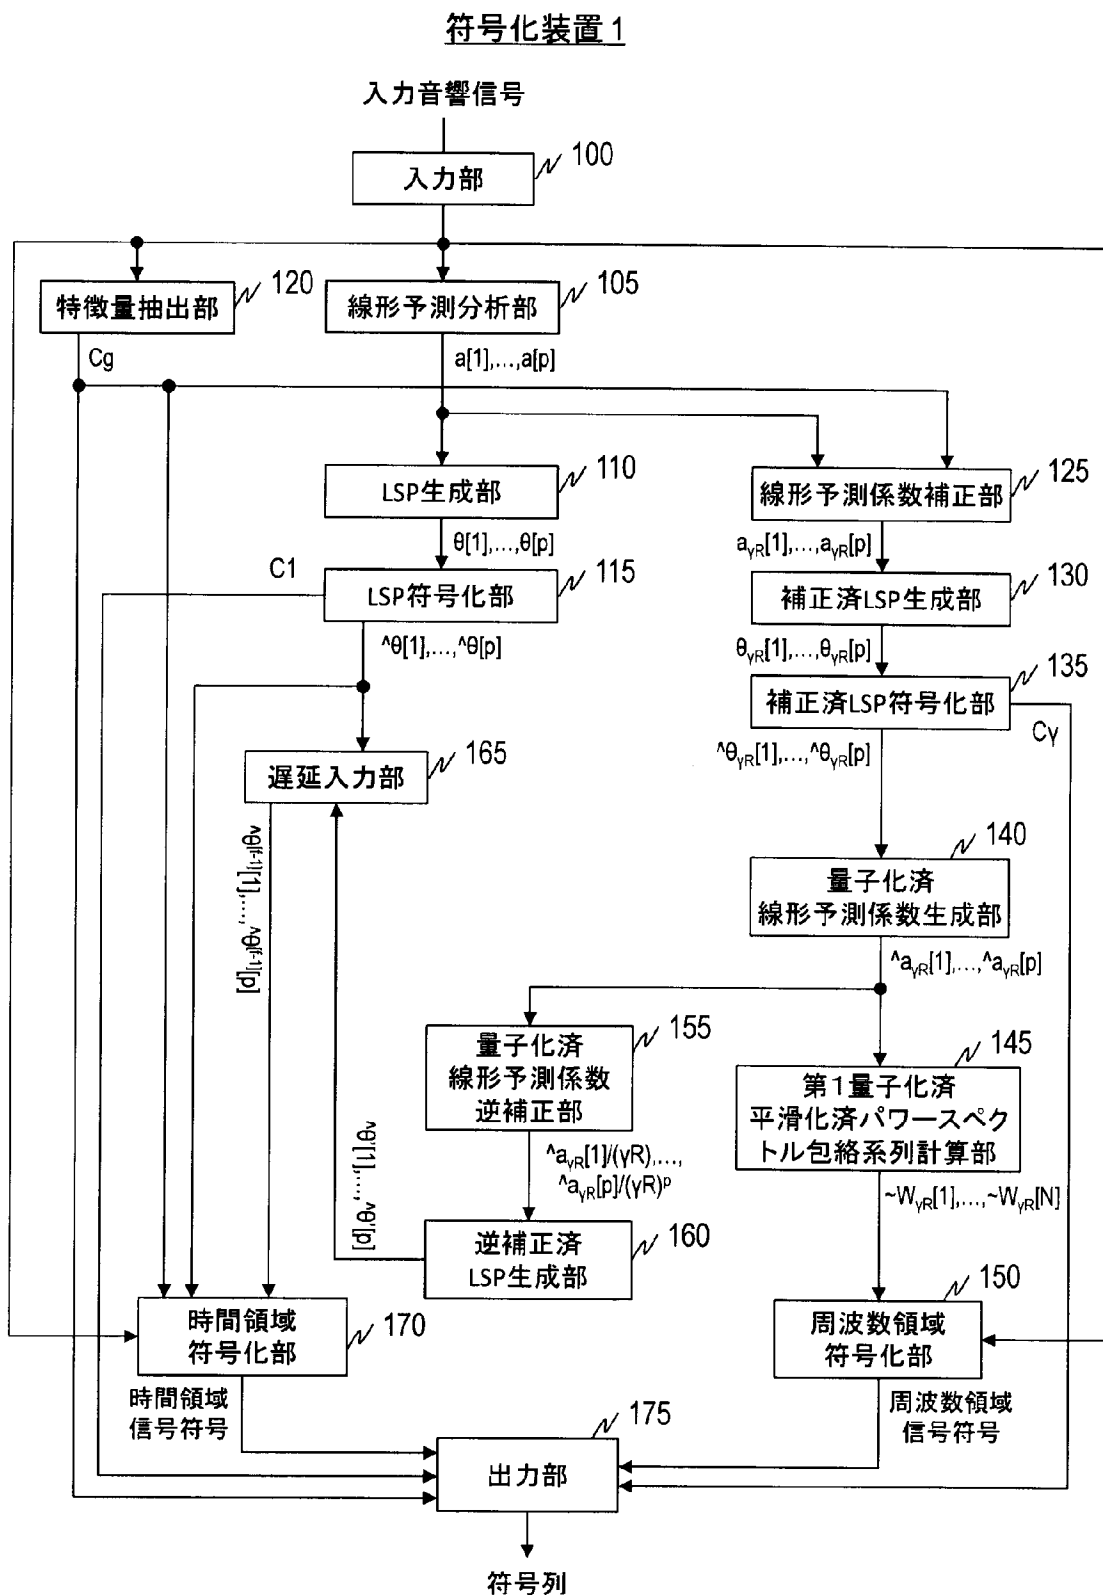 符号化装置1
入力音響信号
入力部
100
特徴量抽出部
120
線形予測分析部
105
Cg
a[1],...,a[p]
LSP生成部
110
線形予測係数補正部
125
θ[1],...,θ[p]
aγR[1],...,aγR[p]
C1
LSP符号化部
115
補正済LSP生成部
130
^θ[1],...,^θ[p]
θγR[1],...,θγR[p]
補正済LSP符号化部
135
Cγ
^θγR[1],...,^θγR[p]
遅延入力部
165
^θ[f-1][1],...,^θ[f-1][p]
量子化済
線形予測係数生成部
140
^aγR[1],...,^aγR[p]
量子化済
線形予測係数
逆補正部
155
第1量子化済
平滑化済パワースペク
トル包絡系列計算部
145
^θ'[1],...,^θ'[p]
^aγR[1]/(γR),...,
^aγR[p]/(γR)p
~WγR[1],...,~WγR[N]
逆補正済
LSP生成部
160
時間領域
符号化部
170
周波数領域
符号化部
150
時間領域
信号符号
周波数領域
信号符号
出力部
175
符号列